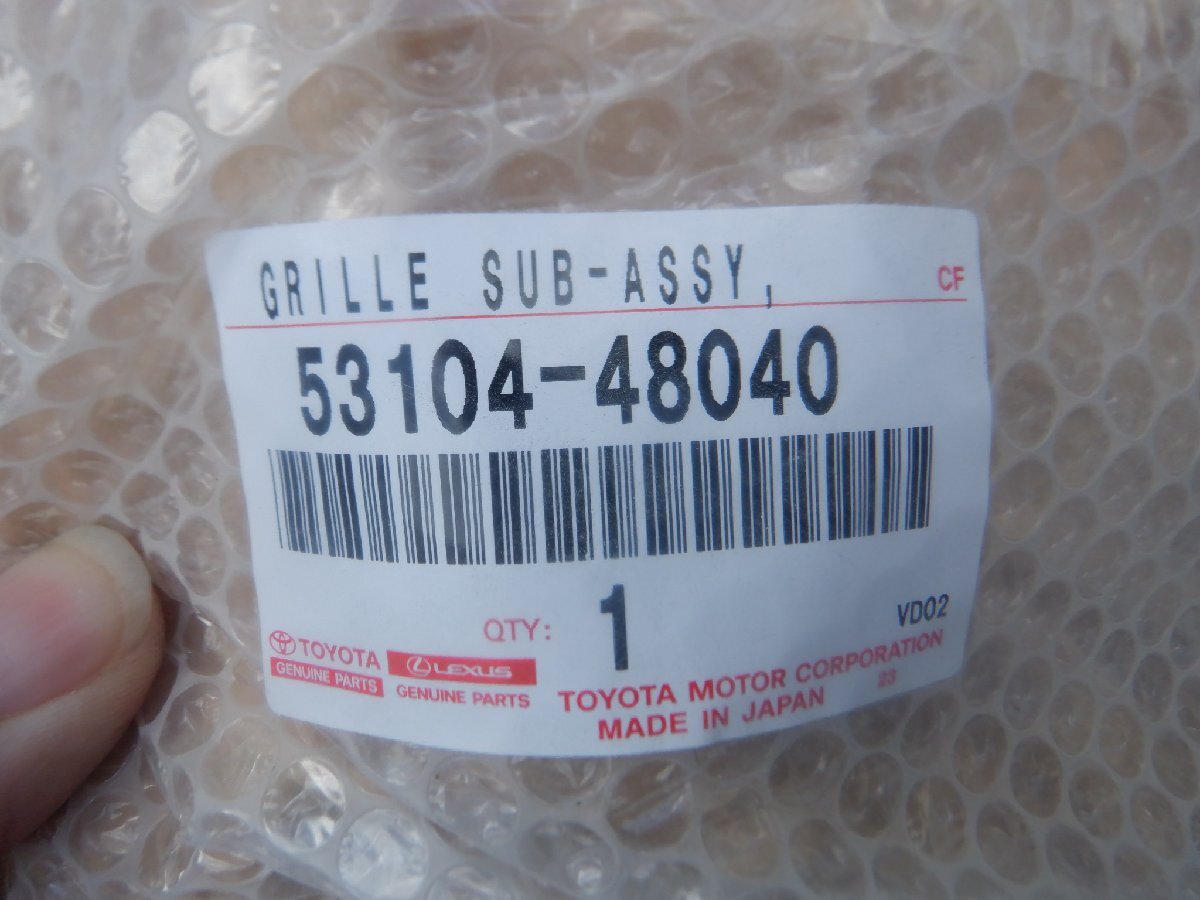 GRILLE SUB-ASSY,
CF
53104-48040
QTY: 1
VD02
TOYOTA
GENUINE PARTS
LEXUS
GENUINE PARTS
TOYOTA MOTOR CORPORATION
MADE IN JAPAN
23